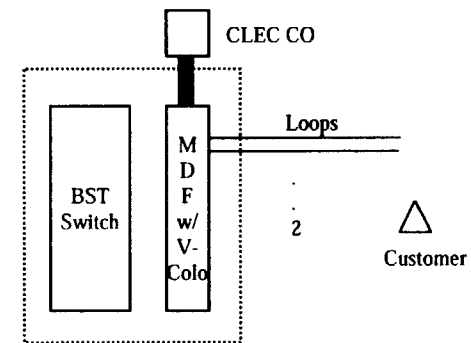 CLEC CO
Loops
M
D
F
w/
V-
Colo
BST
Switch
2
Customer